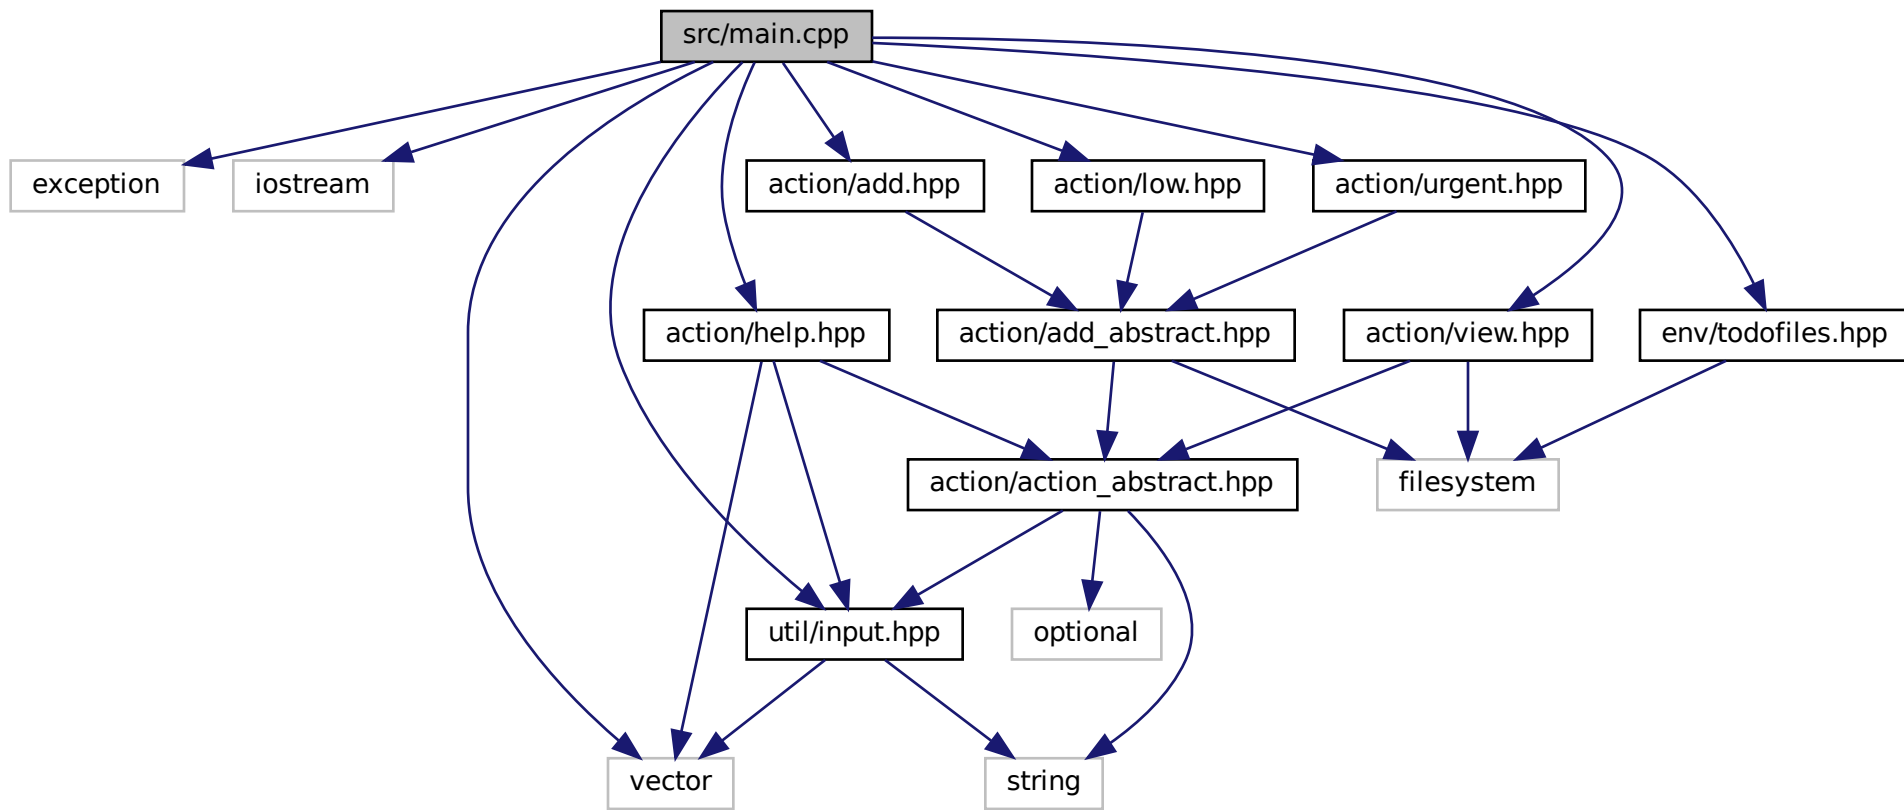 src/main.cpp
exception
iostream
action/add.hpp
action/low.hpp
action/urgent.hpp
action/help.hpp
action/add_abstract.hpp
action/view.hpp
env/todofiles.hpp
action/action_abstract.hpp
filesystem
util/input.hpp
optional
vector
string